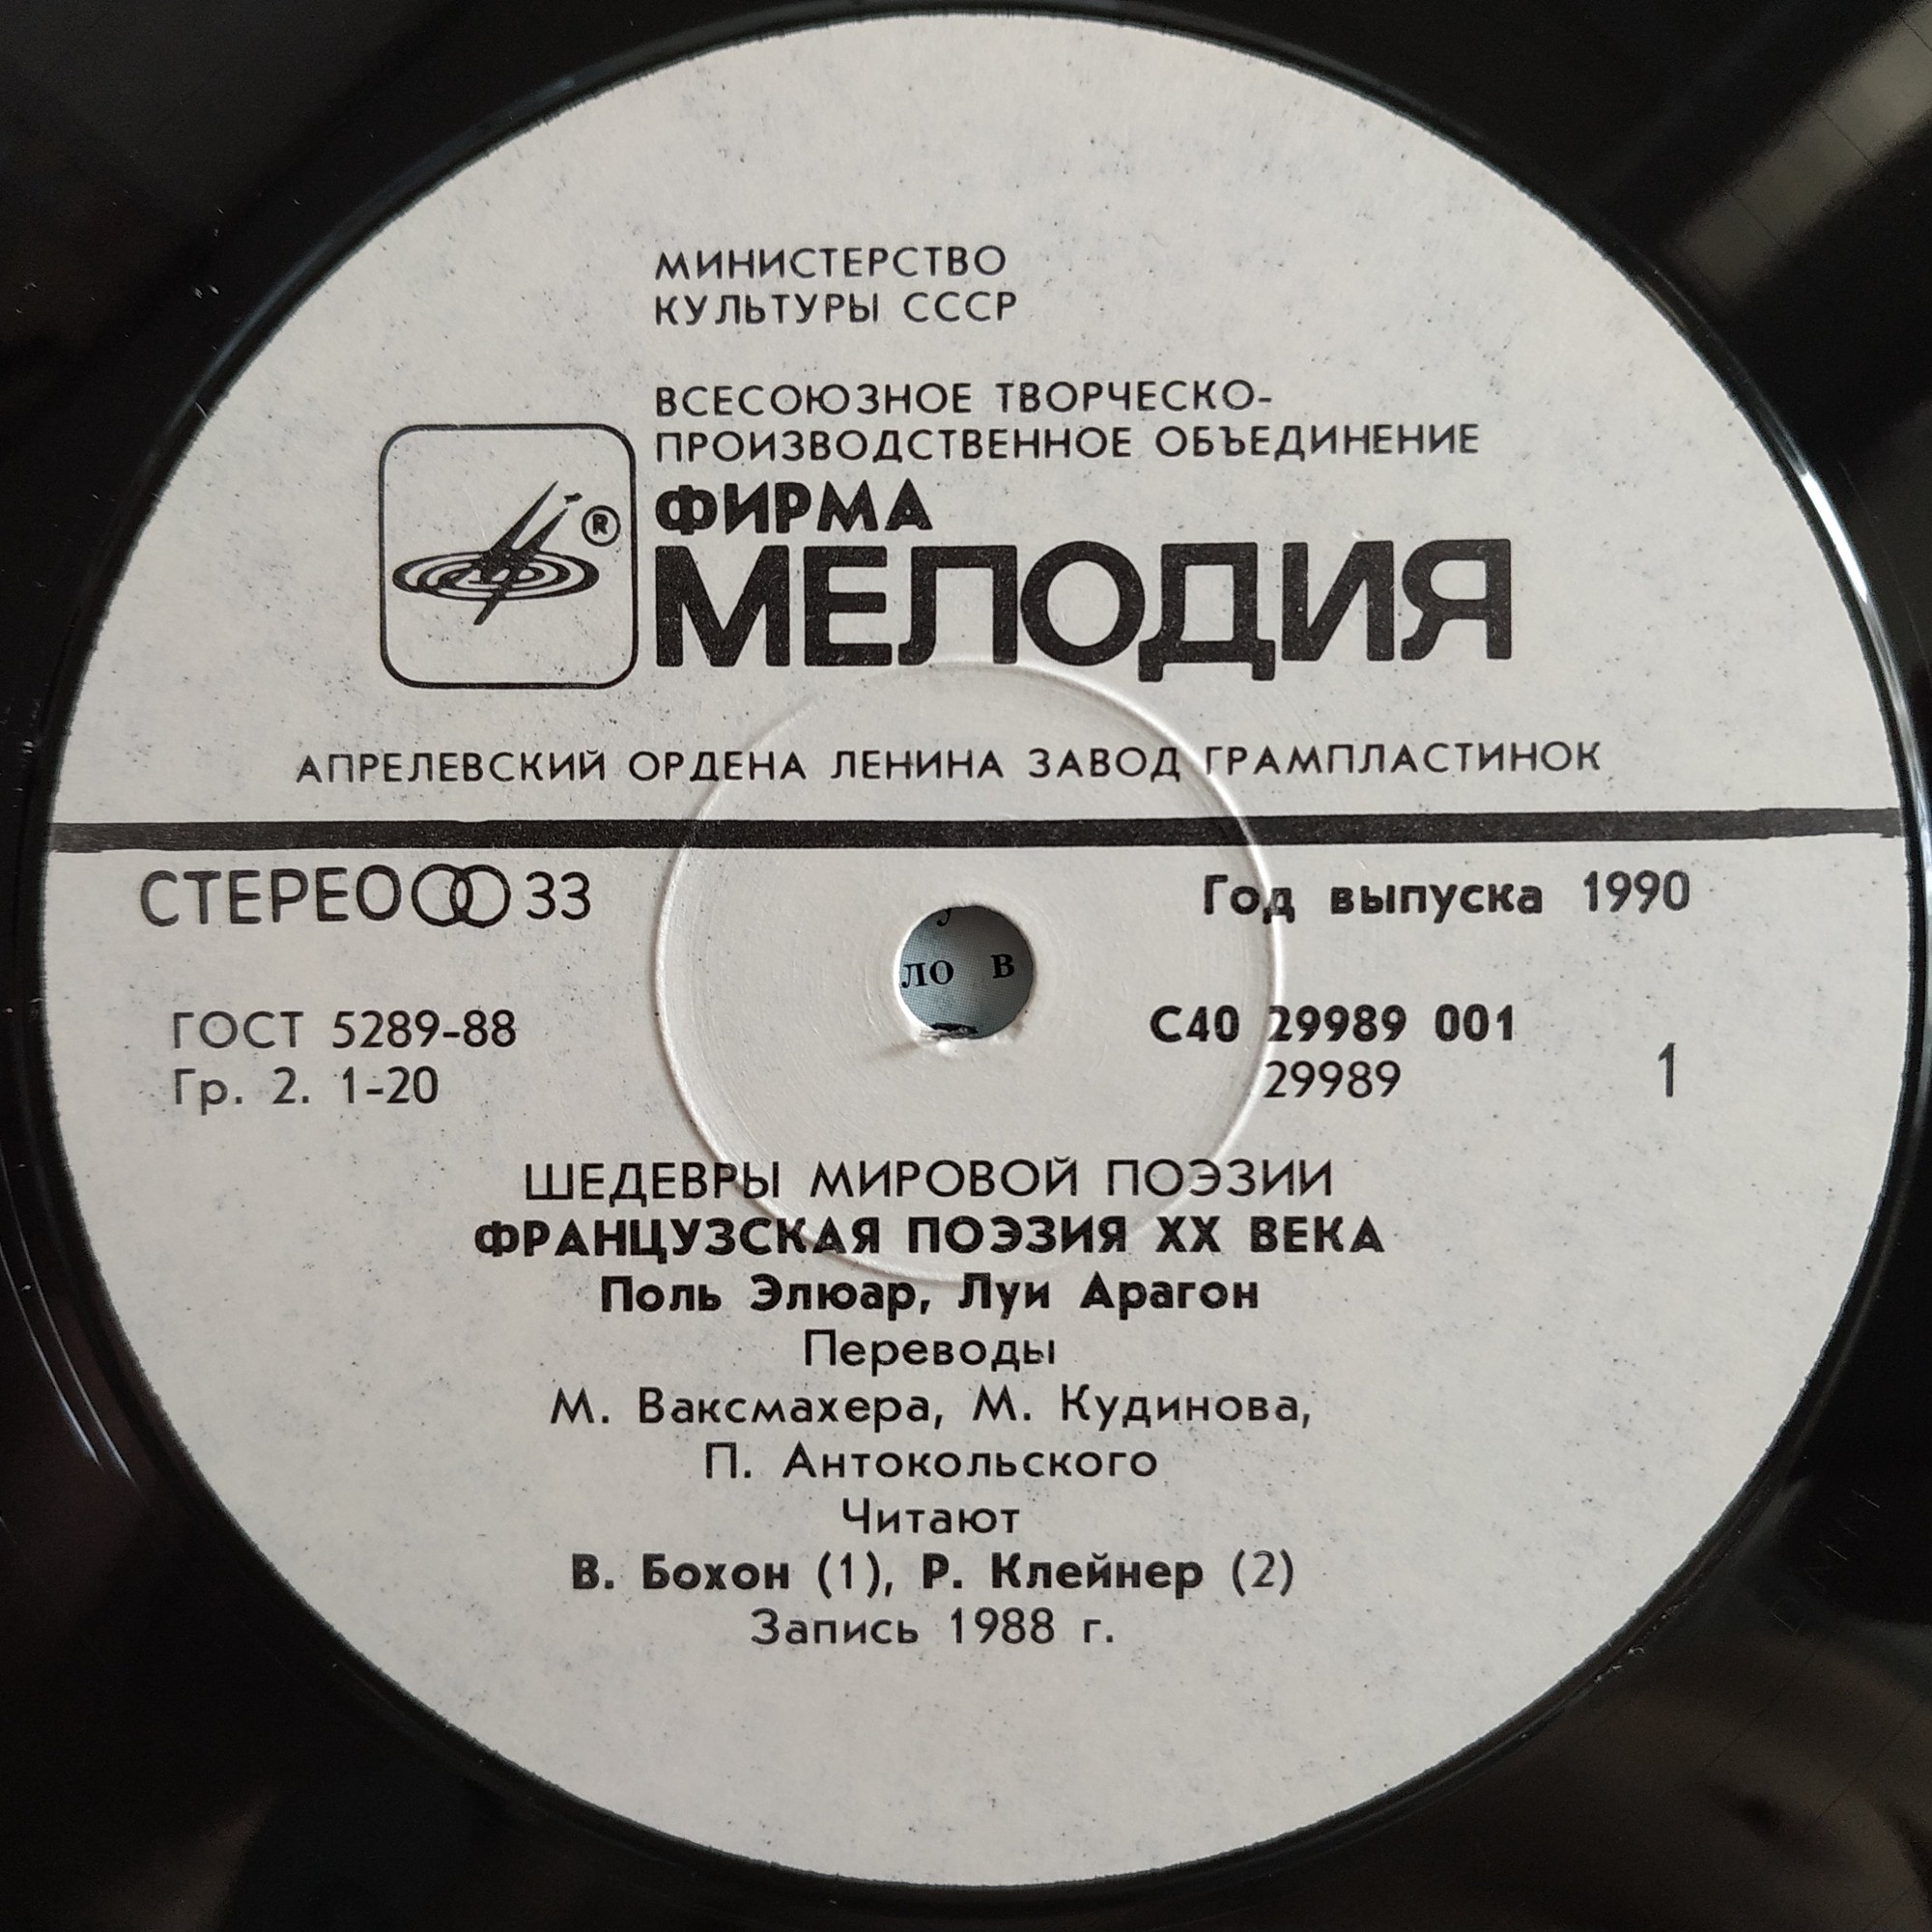 МИНИСТЕРСТВО
КУЛЬТУРЫ СССР
ВСЕСОЮЗНОЕ ТВОРЧЕСКО-
ПРОИЗВОДСТВЕННОЕ ОБЪЕДИНЕНИЕ
® ФИРМА
МЕЛОДИЯ
АПРЕЛЕВСКИЙ ОРДЕНА ЛЕНИНА ЗАВОД ГРАМПЛАСТИНОК
СТЕРЕО 33 Год выпуска 1990
ло в
ГОСТ 5289-88 С40 29989 001
Гр. 2. 1-20 29989 1
ШЕДЕВРЫ МИРОВОЙ ПОЭЗИИ
ФРАНЦУЗСКАЯ ПОЭЗИЯ XX ВЕКА
Поль Элюар, Луи Арагон
Переводы
М. Ваксмахера, М. Кудинова,
П. Антокольского
Читают
В. Бохон (1), Р. Клейнер (2)
Запись 1988 г.